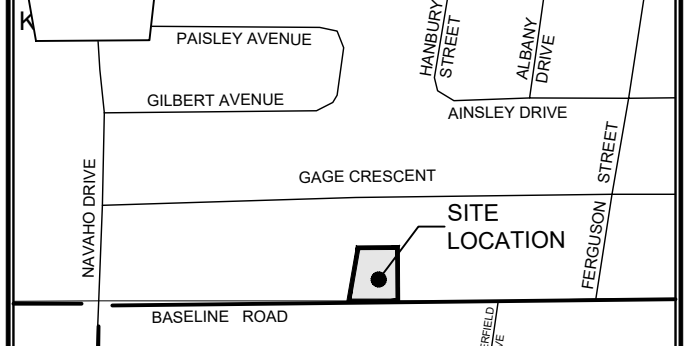 K
PAISLEY AVENUE
HANBURY
STREET
ALBANY
DRIVE
GILBERT AVENUE
AINSLEY DRIVE
NAVAHO DRIVE
GAGE CRESCENT
FERGUSON STREET
SITE
LOCATION
BASELINE ROAD